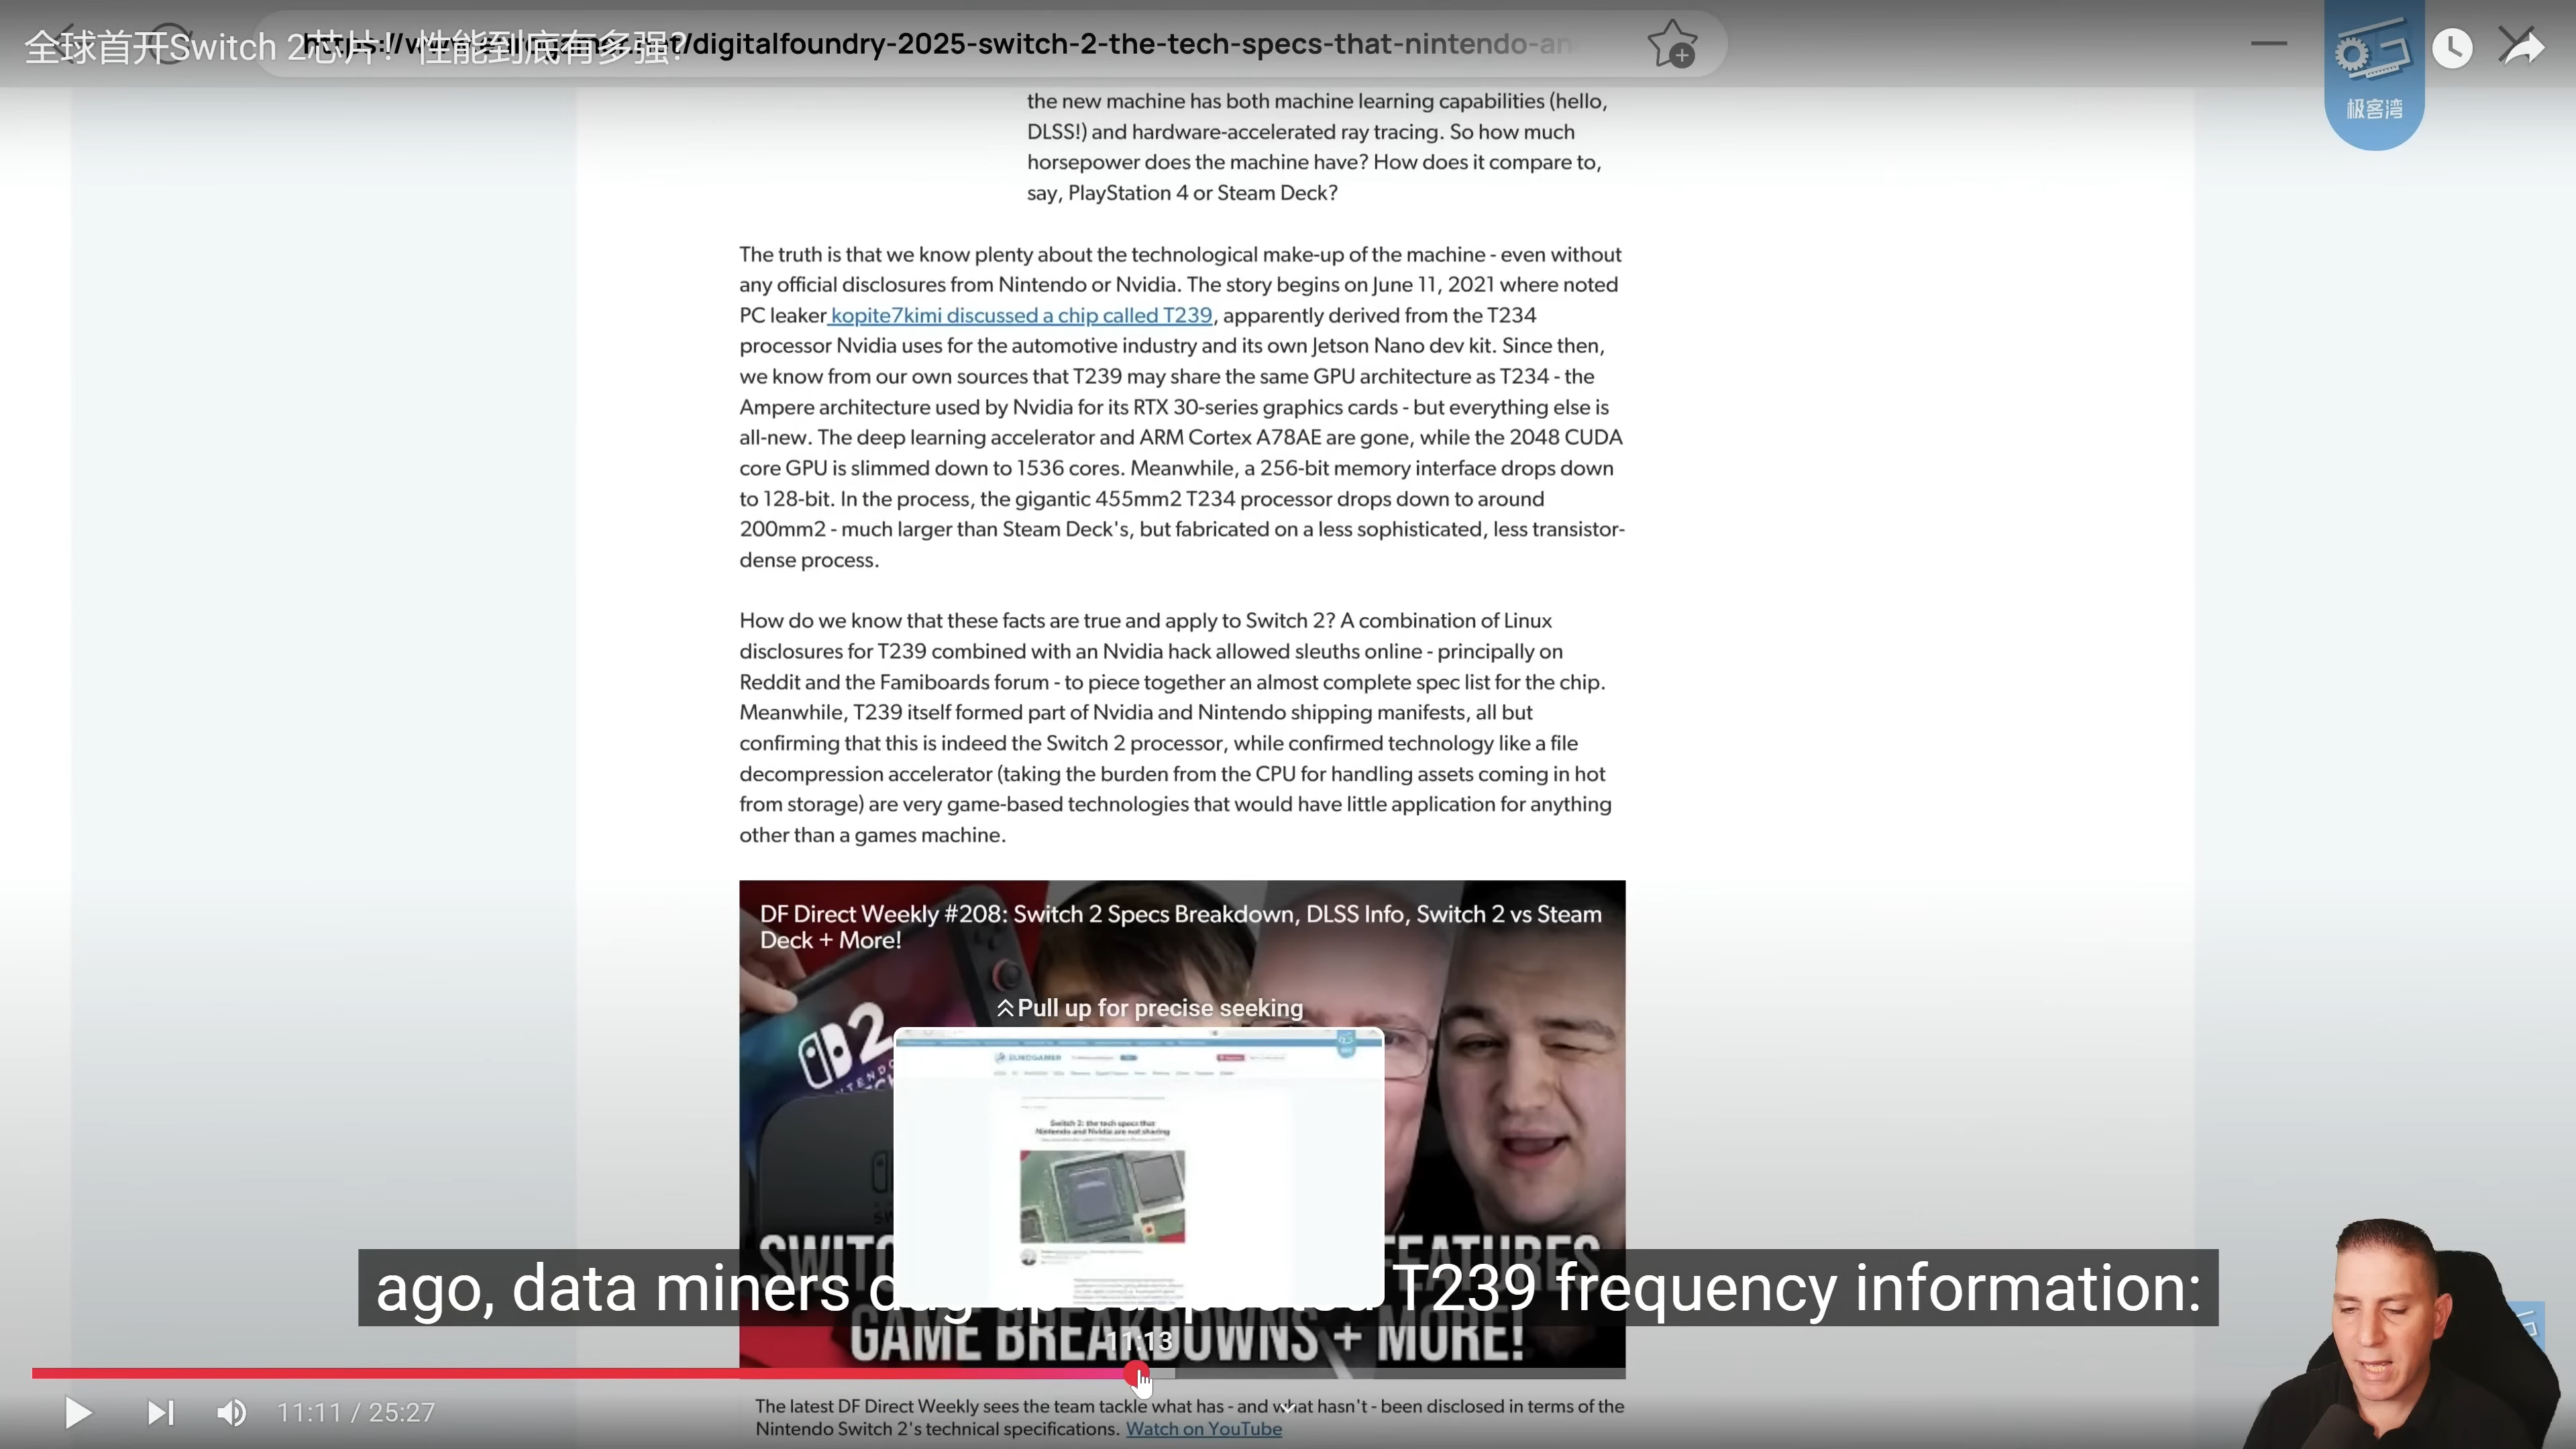 全球首开Switch 2芯片！性能到底有多强?
/digitalfoundry-2025-switch-2-the-tech-specs-that-nintendo-an
极客湾
the new machine has both machine learning capabilities (hello,
DLSS!) and hardware-accelerated ray tracing. So how much
horsepower does the machine have? How does it compare to,
say, PlayStation 4 or Steam Deck?
The truth is that we know plenty about the technological make-up of the machine - even without
any official disclosures from Nintendo or Nvidia. The story begins on June 11, 2021 where noted
PC leaker kopite7kimi discussed a chip called T239, apparently derived from the T234
processor Nvidia uses for the automotive industry and its own Jetson Nano dev kit. Since then,
we know from our own sources that T239 may share the same GPU architecture as T234 - the
Ampere architecture used by Nvidia for its RTX 30-series graphics cards - but everything else is
all-new. The deep learning accelerator and ARM Cortex A78AE are gone, while the 2048 CUDA
core GPU is slimmed down to 1536 cores. Meanwhile, a 256-bit memory interface drops down
to 128-bit. In the process, the gigantic 455mm2 T234 processor drops down to around
200mm2 - much larger than Steam Deck's, but fabricated on a less sophisticated, less transistor-
dense process.
How do we know that these facts are true and apply to Switch 2? A combination of Linux
disclosures for T239 combined with an Nvidia hack allowed sleuths online - principally on
Reddit and the Famiboards forum - to piece together an almost complete spec list for the chip.
Meanwhile, T239 itself formed part of Nvidia and Nintendo shipping manifests, all but
confirming that this is indeed the Switch 2 processor, while confirmed technology like a file
decompression accelerator (taking the burden from the CPU for handling assets coming in hot
from storage) are very game-based technologies that would have little application for anything
other than a games machine.
DF Direct Weekly #208: Switch 2 Specs Breakdown, DLSS Info, Switch 2 vs Steam
Deck + More!
Pull up for precise seeking
2
EUROGAMER
Switch 2: the tech specs that
Nintendo and Nvidia are not sharing
FEATURES
ago, data miners T239 frequency information:
GAME BREAKDOWNS + MORE!
11:13
11:11 / 25:27
The latest DF Direct Weekly sees the team tackle what has - and what hasn't - been disclosed in terms of the
Nintendo Switch 2's technical specifications. Watch on YouTube